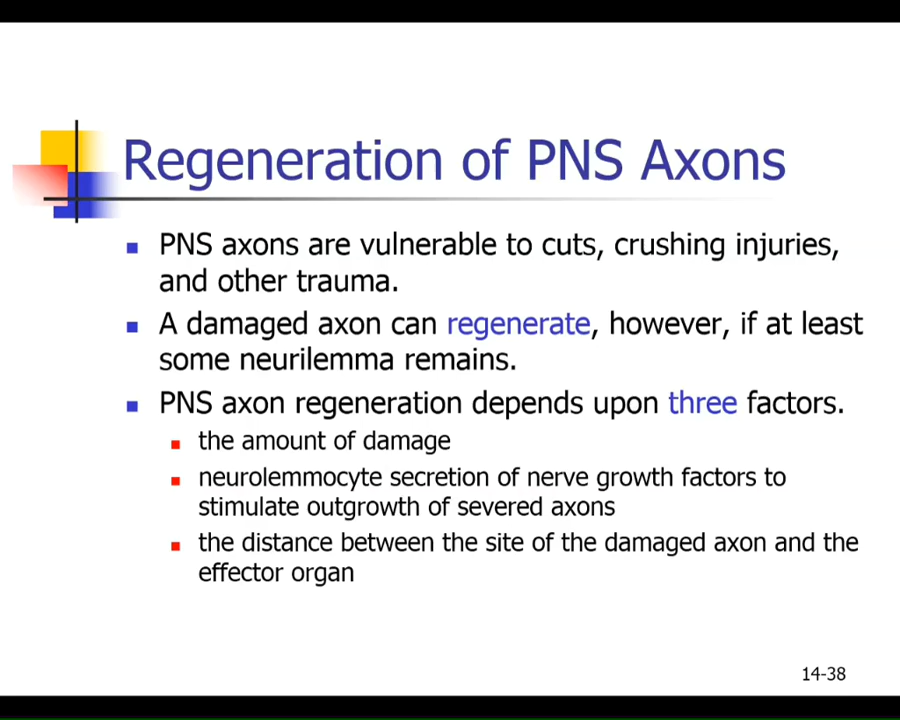 Regeneration of PNS Axons
PNS axons are vulnerable to cuts, crushing injuries,
and other trauma.
A damaged axon can regenerate, however, if at least
some neurilemma remains.
PNS axon regeneration depends upon three factors.
the amount of damage
neurolemmocyte secretion of nerve growth factors to
stimulate outgrowth of severed axons
the distance between the site of the damaged axon and the
effector organ
14-38